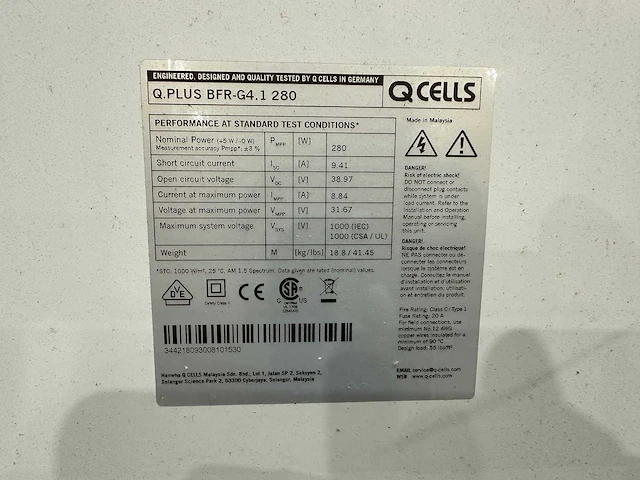 ENGINEERED, DESIGNED AND QUALITY TESTED BY Q CELLS IN GERMANY
Q.PLUS BFR-G4.1 280
Q CELLS
PERFORMANCE AT STANDARD TEST CONDITIONS*
Nominal Power (+5 W / -0 W) P MPP [W] 280
Measurement accuracy Pmpp*: ±3 %
Short circuit current I SC [A] 9.41
Open circuit voltage V OC [V] 38.97
Current at maximum power I MPP [A] 8.84
Voltage at maximum power V MPP [V] 31.67
Maximum system voltage V SYS [V] 1000 (IEC)
1000 (CSA / UL)
Weight M [kg/lbs] 18.8 / 41.45
*STC: 1000 W/m², 25 °C, AM 1.5 Spectrum. Data given are rated (nominal) values.
DVE
Safety Class II
CE
C US
Certified
344218093008101530
Hanwha Q CELLS Malaysia Sdn. Bhd., Lot 1, Jalan SP 2, Seksyen 2,
Selangor Science Park 2, 63300 Cyberjaya, Selangor, Malaysia
Made in Malaysia
DANGER!
Risk of electric shock!
DO NOT connect or
disconnect plug contacts
while system is under
load current. Refer to the
Installation and Operation
Manual before installing,
operating or servicing
this unit.
DANGER!
Risque de choc électrique!
NE PAS connecter ou dé-
connecter les connecteurs
lorsque le système est en
charge. Consultez le manuel
d'installation et d'utilisation
avant installation, utilisati-
on et entretien du produit.
Fire Rating: Class C / Type 1
Fuse Rating: 20 A
For field connections, use
minimum No.12 AWG
copper wires insulated for a
minimum of 90 °C
Design load: 55 lbs/ft²
EMAIL service@q-cells.com
WEB www.q-cells.com